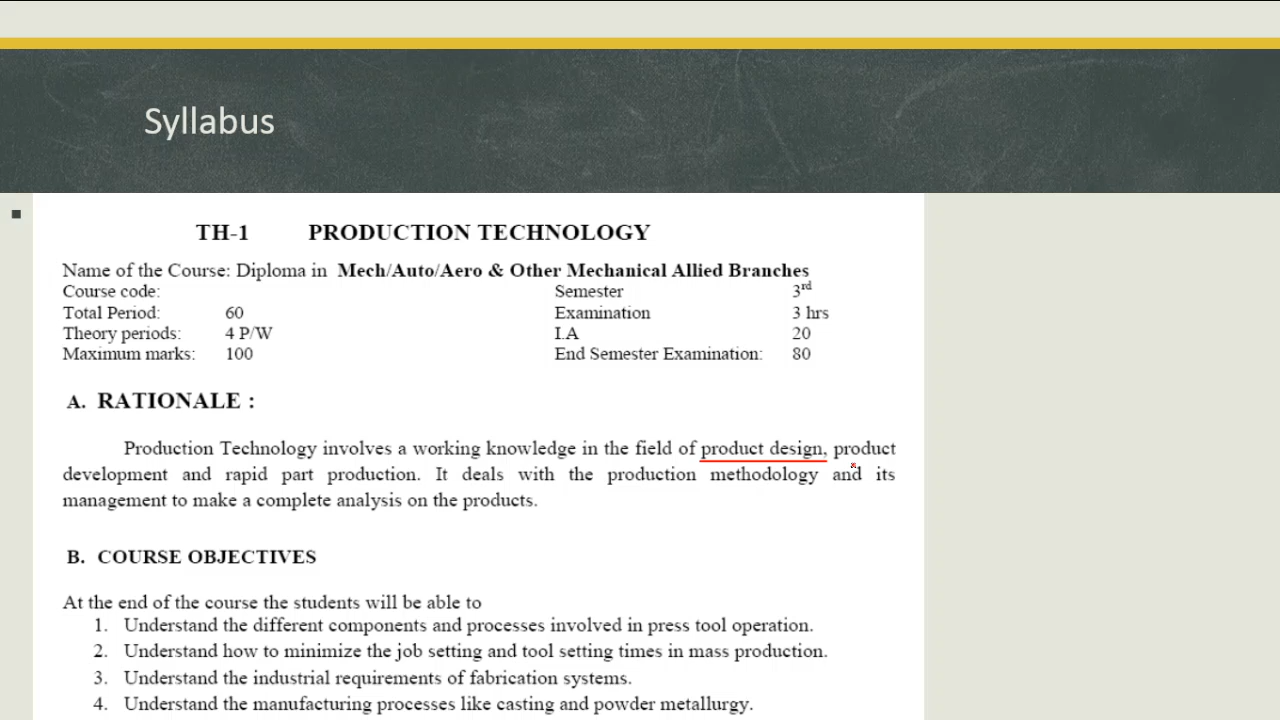 Syllabus
TH-1 PRODUCTION TECHNOLOGY
Name of the Course: Diploma in Mech/Auto/Aero & Other Mechanical Allied Branches
Course code: Semester 3rd
Total Period: 60 Examination 3 hrs
Theory periods: 4 P/W I.A 20
Maximum marks: 100 End Semester Examination: 80
A. RATIONALE :
Production Technology involves a working knowledge in the field of product design, product
development and rapid part production. It deals with the production methodology and its
management to make a complete analysis on the products.
B. COURSE OBJECTIVES
At the end of the course the students will be able to
1. Understand the different components and processes involved in press tool operation.
2. Understand how to minimize the job setting and tool setting times in mass production.
3. Understand the industrial requirements of fabrication systems.
4. Understand the manufacturing processes like casting and powder metallurgy.